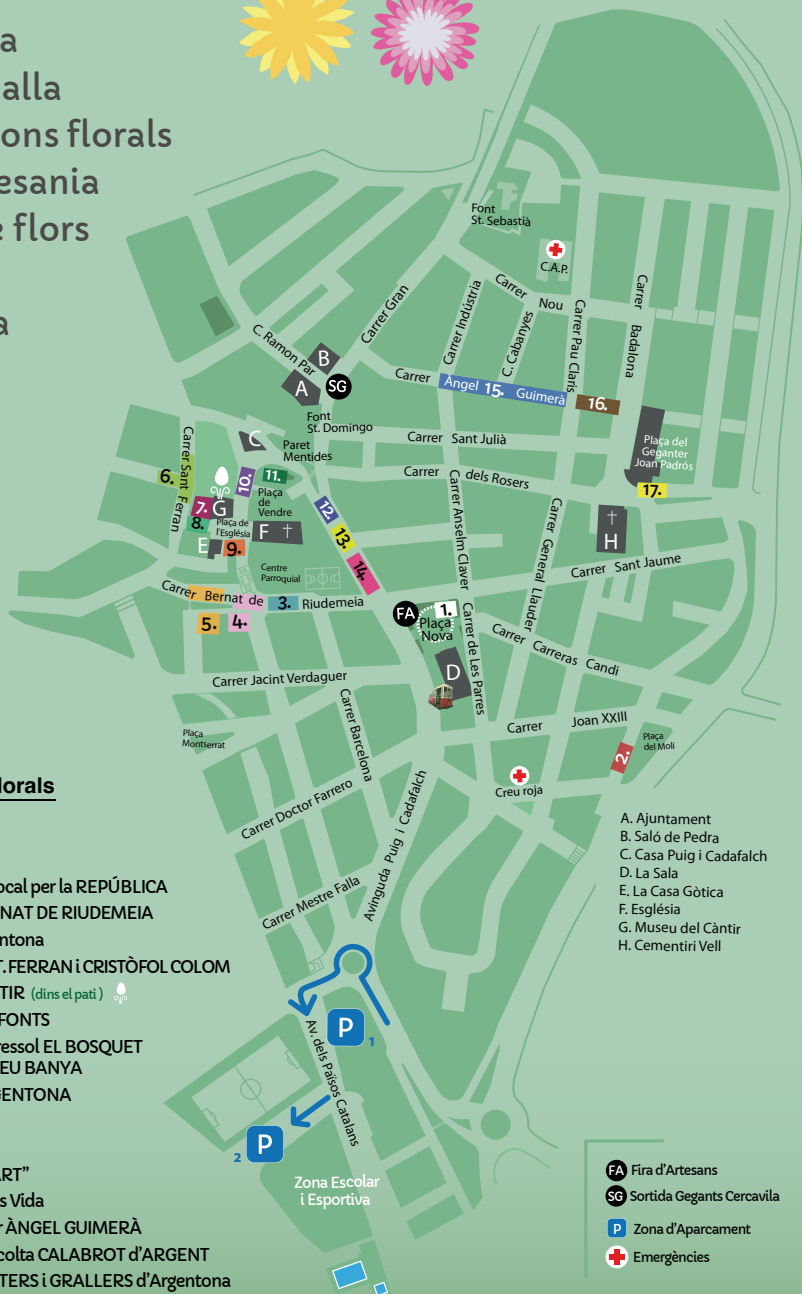 a
alla
ons florals
esania
e flors
a
Font
St. Sebastià
C.A.P.
Carrer Nou
Carrer Badalona
Carrer Indústria
C. Cabanyes
Carrer Pau Claris
Carrer Gran
C. Ramon Par
B
A
SG
Carrer Àngel 15. Guimerà
16.
Font
St. Domingo
Carrer Sant Julià
Plaça del
Geganter
Joan Padrós
17.
C
Paret
Mentides
Carrer dels Rosers
Carrer Sant Ferran
6.
10.
11.
Plaça
de
Vendre
7.
G
8.
Plaça de
l'Església
F
E
9.
12.
13.
14.
Carrer Anselm Claver
Carrer General Llauder
H
Carrer Sant Jaume
Centre
Parroquial
Carrer Bernat de 3. Riudemeia
5.
4.
FA
1.
Plaça
Nova
Carrer de Les Parres
Carrer Carreras Candi
D
Carrer Jacint Verdaguer
Carrer Barcelona
Plaça
Montserrat
Carrer Joan XXIII
2.
Plaça
del Molí
Creu roja
Carrer Doctor Farrero
Avinguda Puig i Cadafalch
Carrer Mestre Falla
A. Ajuntament
B. Saló de Pedra
C. Casa Puig i Cadafalch
D. La Sala
E. La Casa Gòtica
F. Església
G. Museu del Càntir
H. Cementiri Vell
lorals
ocal per la REPÚBLICA
NAT DE RIUDEMEIA
entona
T. FERRAN i CRISTÒFOL COLOM
TIR (dins el pati)
FONTS
ressol EL BOSQUET
EU BANYA
GENTONA
ART”
s Vida
r ÀNGEL GUIMERÀ
colta CALABROT d'ARGENT
TERS i GRALLERS d'Argentona
P 1
Av. dels Països Catalans
P
2
Zona Escolar
i Esportiva
FA Fira d'Artesans
SG Sortida Gegants Cercavila
P Zona d'Aparcament
Emergències